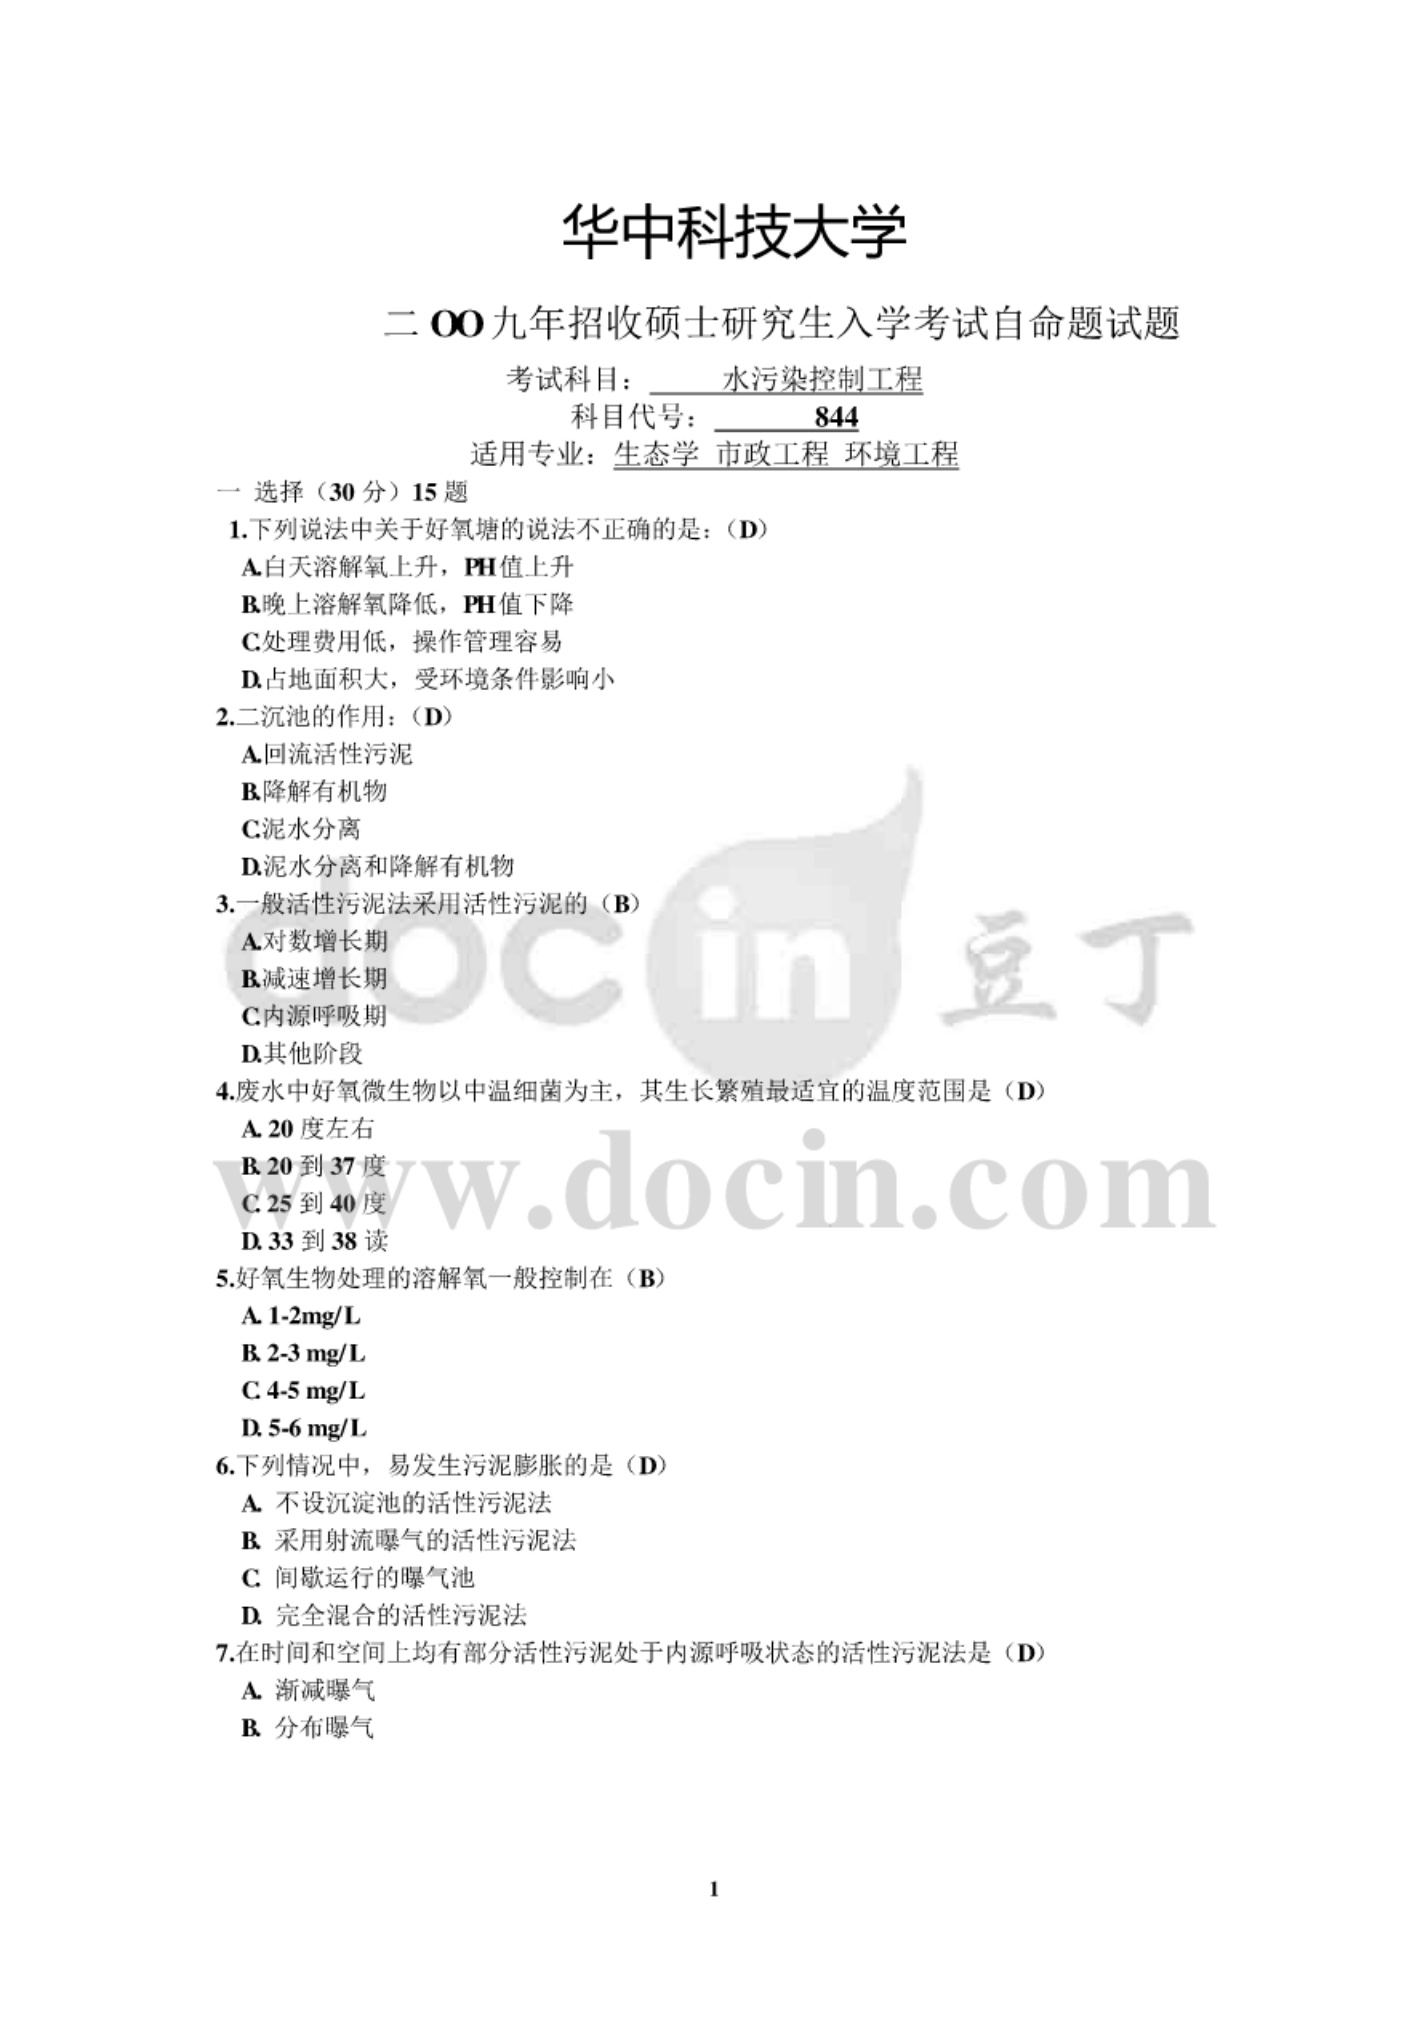 华中科技大学
二OO九年招收硕士研究生入学考试自命题试题
考试科目： 水污染控制工程
科目代号： 844
适用专业：生态学 市政工程 环境工程
一 选择（30 分）15 题
1.下列说法中关于好氧塘的说法不正确的是：（D）
A.白天溶解氧上升，PH值上升
B.晚上溶解氧降低，PH值下降
C.处理费用低，操作管理容易
D.占地面积大，受环境条件影响小
2.二沉池的作用：（D）
A.回流活性污泥
B.降解有机物
C.泥水分离
D.泥水分离和降解有机物
3.一般活性污泥法采用活性污泥的（B）
A.对数增长期
B.减速增长期
C.内源呼吸期
D.其他阶段
4.废水中好氧微生物以中温细菌为主，其生长繁殖最适宜的温度范围是（D）
A. 20 度左右
B. 20 到 37 度
C. 25 到 40 度
D. 33 到 38 读
5.好氧生物处理的溶解氧一般控制在（B）
A. 1-2mg/L
B. 2-3 mg/L
C. 4-5 mg/L
D. 5-6 mg/L
6.下列情况中，易发生污泥膨胀的是（D）
A. 不设沉淀池的活性污泥法
B. 采用射流曝气的活性污泥法
C. 间歇运行的曝气池
D. 完全混合的活性污泥法
7.在时间和空间上均有部分活性污泥处于内源呼吸状态的活性污泥法是（D）
A. 渐减曝气
B. 分布曝气
1
docin 豆丁
www.docin.com